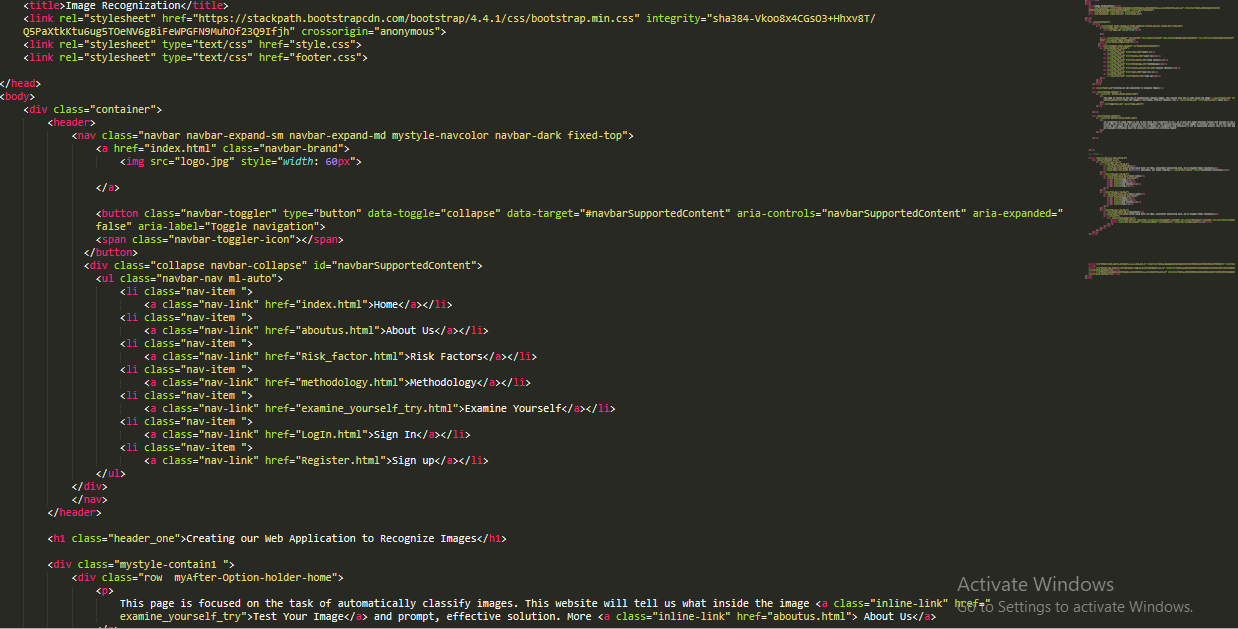 <title>Image Recognization</title>
<link rel="stylesheet" href="https://stackpath.bootstrapcdn.com/bootstrap/4.4.1/css/bootstrap.min.css" integrity="sha384-Vkoo8x4CGsO3+Hhxv8T/
Q5PaXtkKtu6ug5TOeNV6gBiFeWPGFN9MuhOf23Q9Ifjh" crossorigin="anonymous">
<link rel="stylesheet" type="text/css" href="style.css">
<link rel="stylesheet" type="text/css" href="footer.css">
</head>
<body>
<div class="container">
<header>
<nav class="navbar navbar-expand-sm navbar-expand-md mystyle-navcolor navbar-dark fixed-top">
<a href="index.html" class="navbar-brand">
<img src="logo.jpg" style="width: 60px">
</a>
<button class="navbar-toggler" type="button" data-toggle="collapse" data-target="#navbarSupportedContent" aria-controls="navbarSupportedContent" aria-expanded="
false" aria-label="Toggle navigation">
<span class="navbar-toggler-icon"></span>
</button>
<div class="collapse navbar-collapse" id="navbarSupportedContent">
<ul class="navbar-nav ml-auto">
<li class="nav-item ">
<a class="nav-link" href="index.html">Home</a></li>
<li class="nav-item ">
<a class="nav-link" href="aboutus.html">About Us</a></li>
<li class="nav-item ">
<a class="nav-link" href="Risk_factor.html">Risk Factors</a></li>
<li class="nav-item ">
<a class="nav-link" href="methodology.html">Methodology</a></li>
<li class="nav-item ">
<a class="nav-link" href="examine_yourself_try.html">Examine Yourself</a></li>
<li class="nav-item ">
<a class="nav-link" href="LogIn.html">Sign In</a></li>
<li class="nav-item ">
<a class="nav-link" href="Register.html">Sign up</a></li>
</ul>
</div>
</nav>
</header>
<h1 class="header_one">Creating our Web Application to Recognize Images</h1>
<div class="mystyle-contain1 ">
<div class="row  myAfter-Option-holder-home">
<p>
This page is focused on the task of automatically classify images. This website will tell us what inside the image <a class="inline-link" href="
examine_yourself_try">Test Your Image</a> and prompt, effective solution. More <a class="inline-link" href="aboutus.html"> About Us</a>
Activate Windows
Go to Settings to activate Windows.